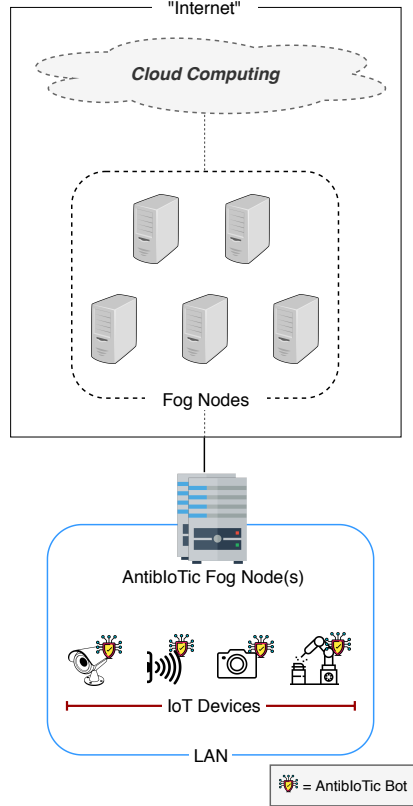 "Internet"
Cloud Computing
Fog Nodes
AntibIoTic Fog Node(s)
IoT Devices
LAN
= AntibIoTic Bot